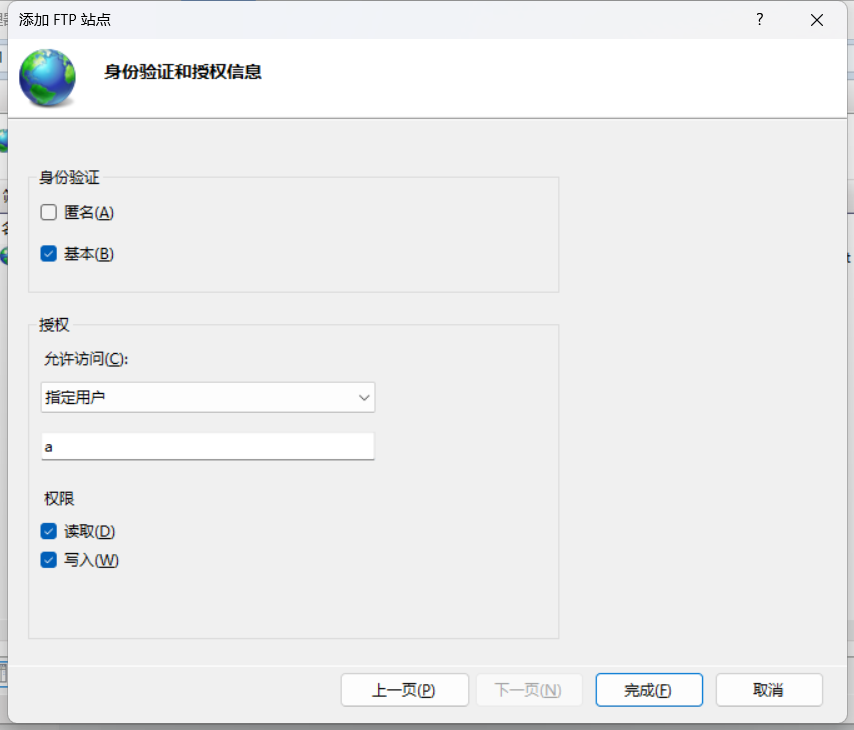 添加 FTP 站点
?
身份验证和授权信息
身份验证
匿名(A)
基本(B)
授权
允许访问(C):
指定用户
a
权限
读取(D)
写入(W)
上一页(P) 下一页(N) 完成(F) 取消